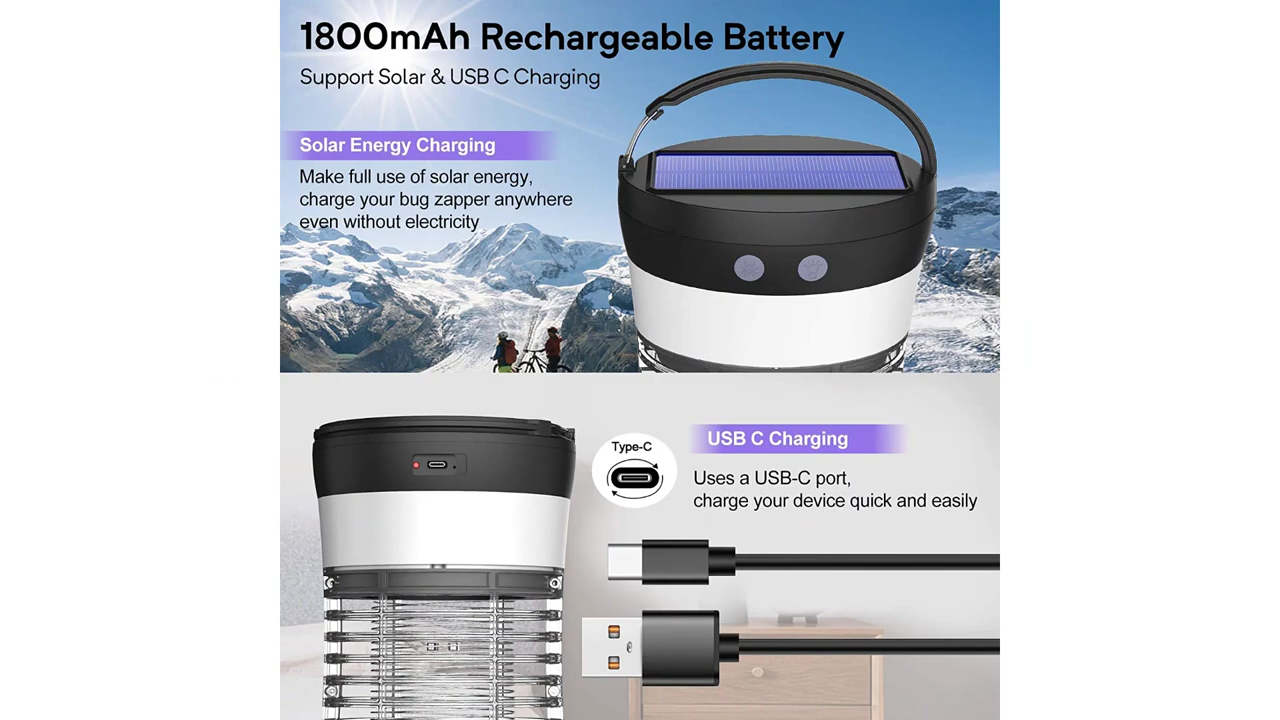 1800mAh Rechargeable Battery
Support Solar & USB C Charging
Solar Energy Charging
Make full use of solar energy,
charge your bug zapper anywhere
even without electricity
Type-C
USB C Charging
Uses a USB-C port,
charge your device quick and easily